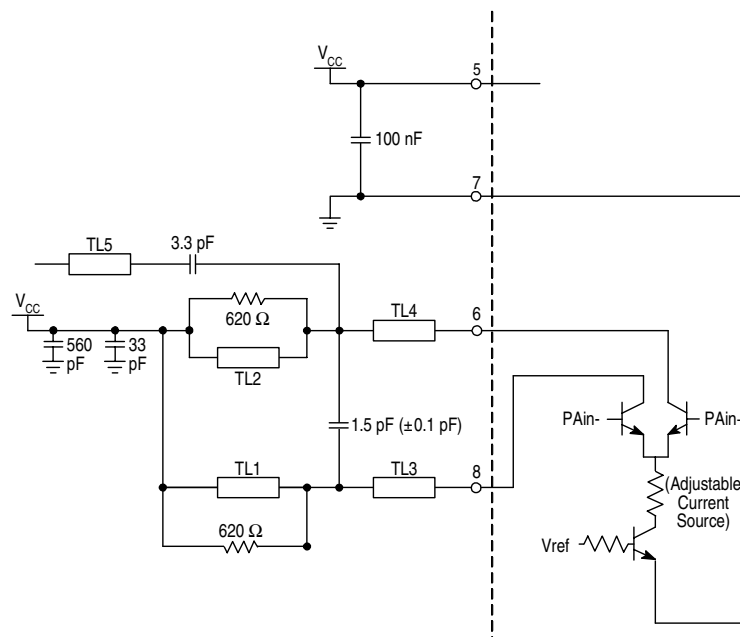 VCC
5
100 nF
7
TL5
3.3 pF
VCC
620 Ω
TL4
6
560
pF
33
pF
TL2
1.5 pF (±0.1 pF)
PAin-
PAin-
TL1
TL3
8
620 Ω
(Adjustable
Current
Source)
Vref